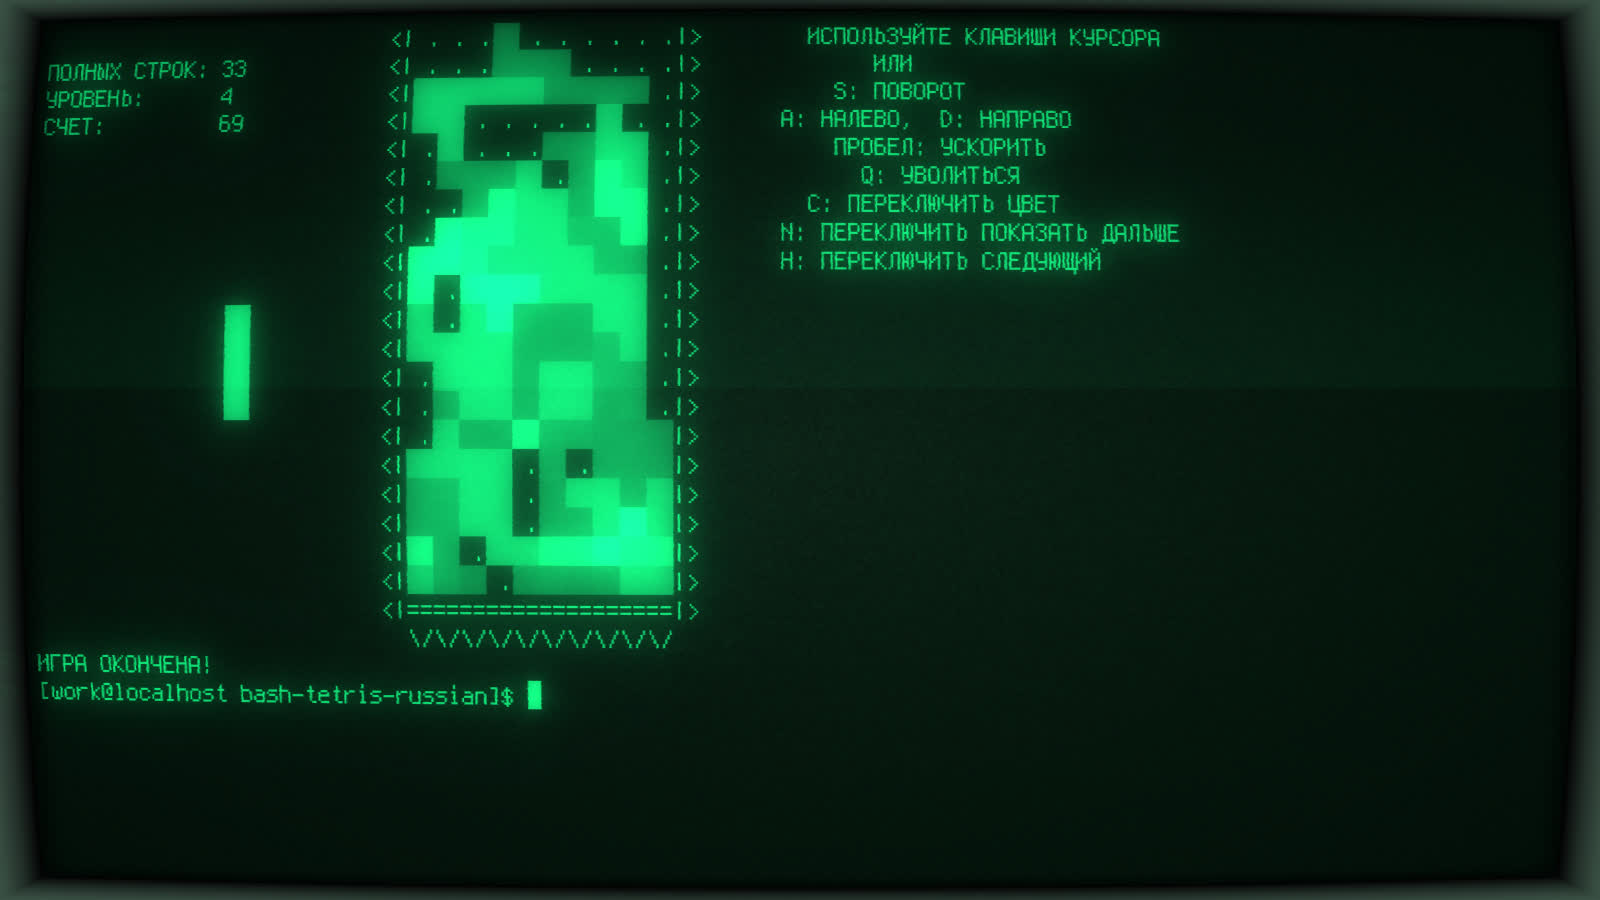 ПОЛНЫХ СТРОК: 33
УРОВЕНЬ: 4
СЧЕТ: 69
ИСПОЛЬЗУЙТЕ КЛАВИШИ КУРСОРА
ИЛИ
S: ПОВОРОТ
A: НАЛЕВО, D: НАПРАВО
ПРОБЕЛ: УСКОРИТЬ
Q: УВОЛИТЬСЯ
C: ПЕРЕКЛЮЧИТЬ ЦВЕТ
N: ПЕРЕКЛЮЧИТЬ ПОКАЗАТЬ ДАЛЬШЕ
H: ПЕРЕКЛЮЧИТЬ СЛЕДУЮЩИЙ
ИГРА ОКОНЧЕНА!
[work@localhost bash-tetris-russian]$